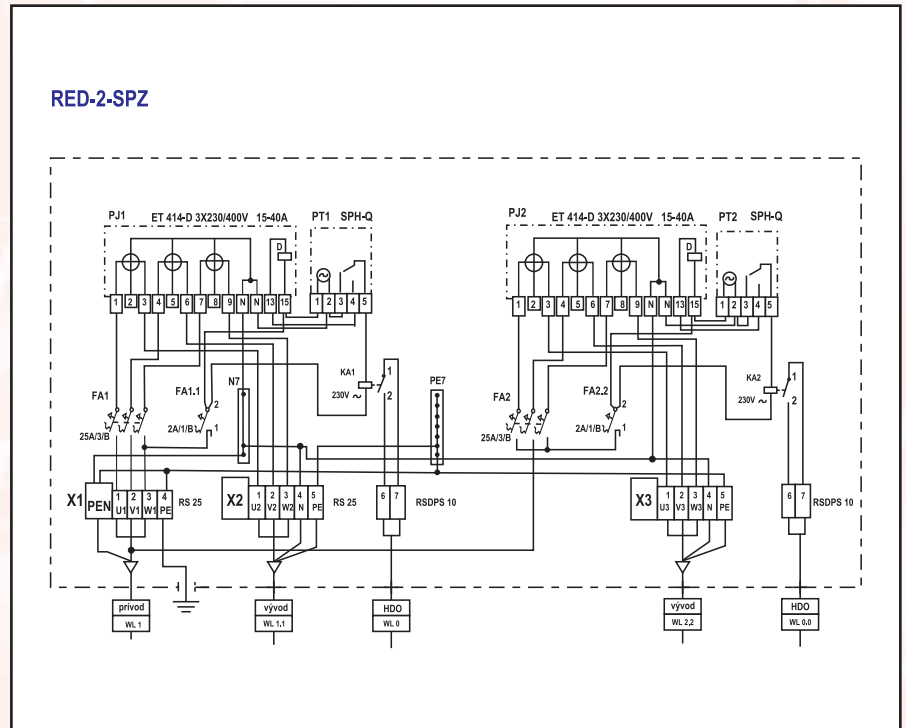 RED-2-SPZ
PJ1 ET 414-D 3X230/400V 15-40A PT1 SPH-Q
PJ2 ET 414-D 3X230/400V 15-40A PT2 SPH-Q
D
D
1 2 3 4 5 6 7 8 9 N N 13 15
1 2 3 4 5
1 2 3 4 5 6 7 8 9 N N 13 15
1 2 3 4 5
KA1
230V ~
1
2
KA2
230V ~
1
2
FA1
25A/3/B
FA1.1
2
2A/1/B
1
N7
PE7
FA2
25A/3/B
FA2.2
2
2A/1/B
1
X1 PEN
1 2 3 4
U1 V1 W1 PE
RS 25
X2
1 2 3 4 5
U2 V2 W2 N PE
RS 25
6 7
RSDPS 10
X3
1 2 3 4 5
U3 V3 W3 N PE
6 7
RSDPS 10
prívod
WL 1
vývod
WL 1.1
HDO
WL 0
vývod
WL 2.2
HDO
WL 0.0